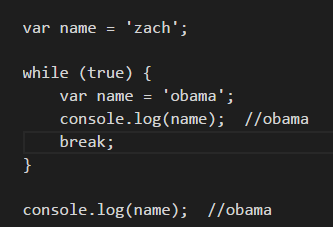 var name = 'zach';
while (true) {
    var name = 'obama';
    console.log(name);  //obama
    break;
}
console.log(name);  //obama